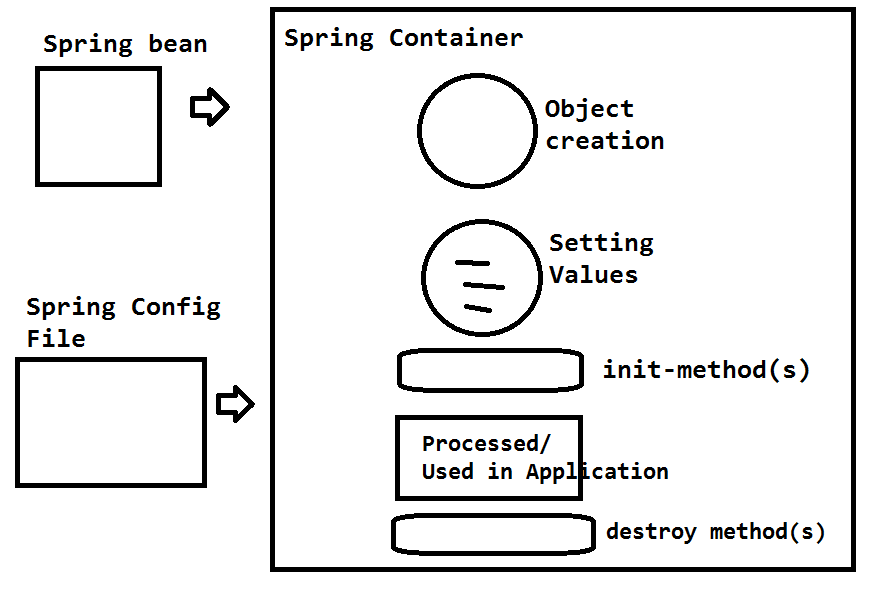 Spring bean
Spring Container
Object
creation
Setting
Values
Spring Config
File
init-method(s)
Processed/
Used in Application
destroy method(s)